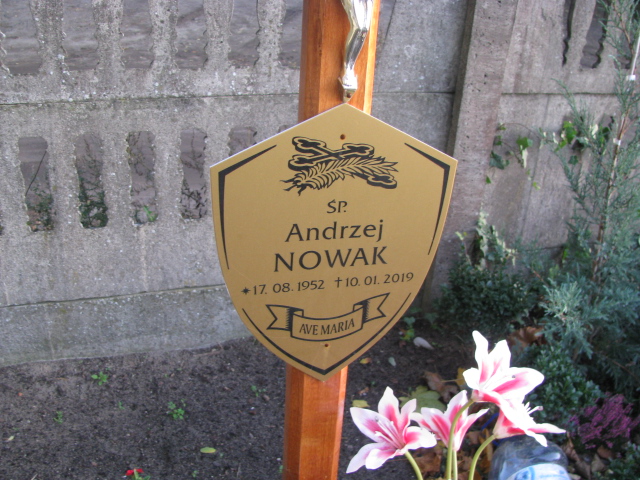 ŚP.
Andrzej
NOWAK
✶ 17. 08. 1952 † 10. 01. 2019
AVE MARIA